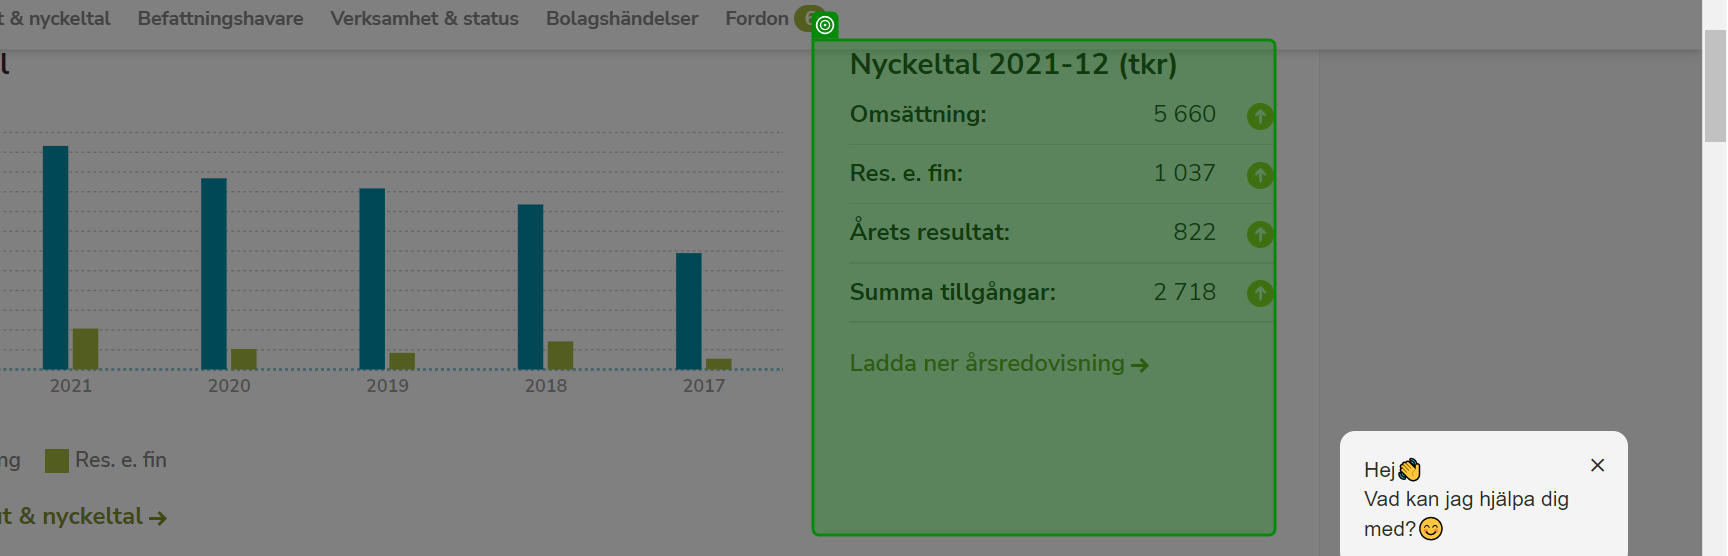 t & nyckeltal Befattningshavare Verksamhet & status Bolagshändelser Fordon 6
l
Nyckeltal 2021-12 (tkr)
Omsättning: 5 660
Res. e. fin: 1 037
Årets resultat: 822
Summa tillgångar: 2 718
Ladda ner årsredovisning →
2021 2020 2019 2018 2017
ng Res. e. fin
ut & nyckeltal →
Hej👏
Vad kan jag hjälpa dig
med?😊